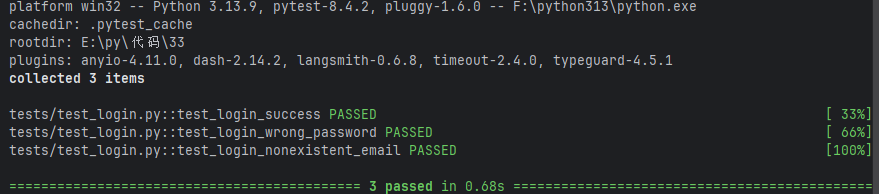 platform win32 -- Python 3.13.9, pytest-8.4.2, pluggy-1.6.0 -- F:\python313\python.exe
cachedir: .pytest_cache
rootdir: E:\py\代码\33
plugins: anyio-4.11.0, dash-2.14.2, langsmith-0.6.8, timeout-2.4.0, typeguard-4.5.1
collected 3 items
tests/test_login.py::test_login_success PASSED [ 33%]
tests/test_login.py::test_login_wrong_password PASSED [ 66%]
tests/test_login.py::test_login_nonexistent_email PASSED [100%]
============================================ 3 passed in 0.68s ============================================